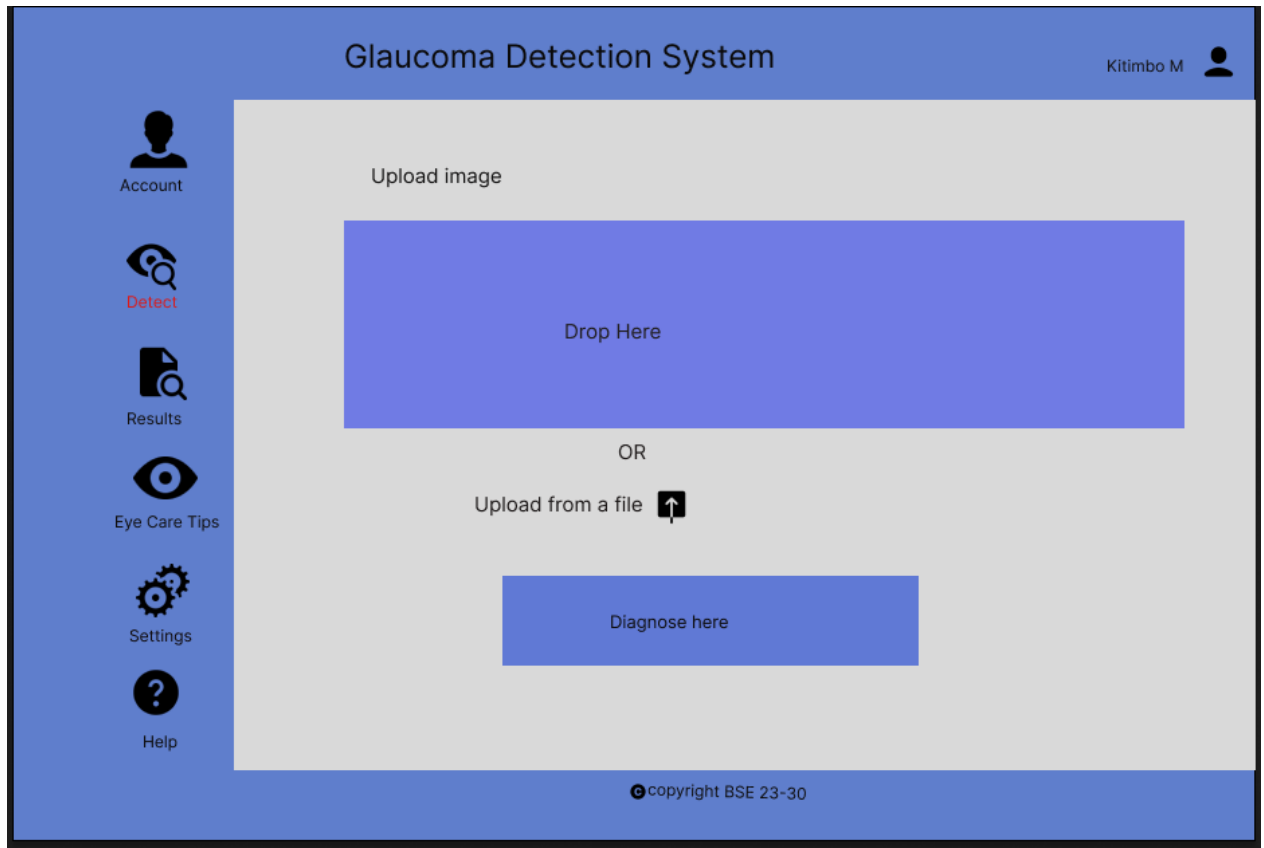 Glaucoma Detection System
Kitimbo M
Account
Detect
Results
Eye Care Tips
Settings
Help
Upload image
Drop Here
OR
Upload from a file
Diagnose here
©copyright BSE 23-30